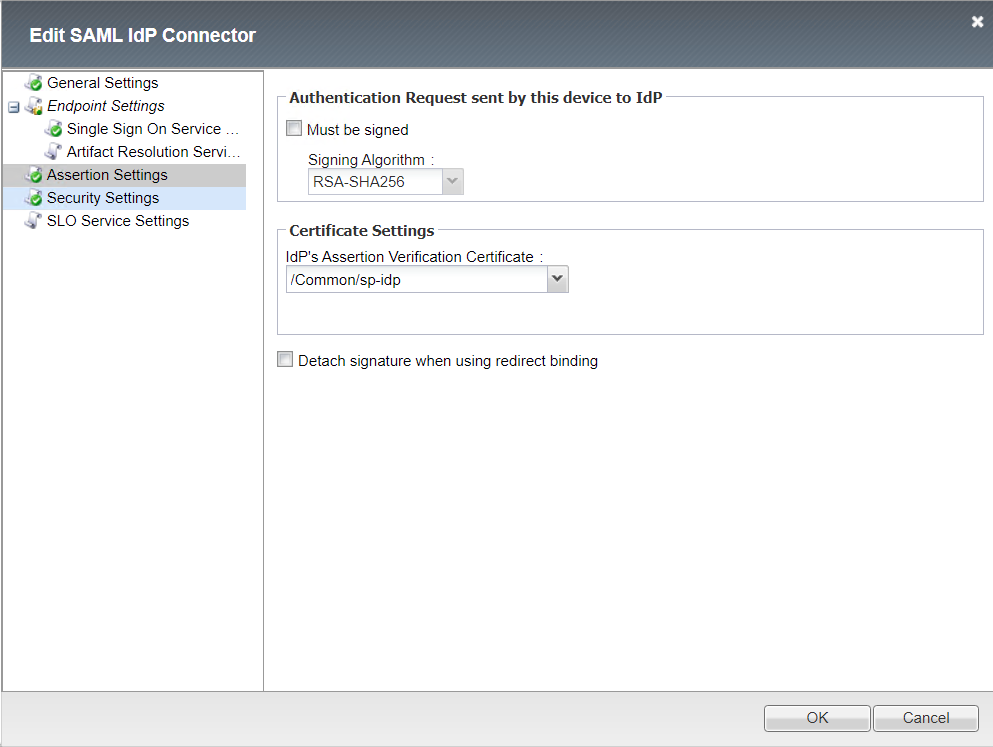 Edit SAML IdP Connector
General Settings
Endpoint Settings
Single Sign On Service ...
Artifact Resolution Servi...
Assertion Settings
Security Settings
SLO Service Settings
Authentication Request sent by this device to IdP
Must be signed
Signing Algorithm :
RSA-SHA256
Certificate Settings
IdP's Assertion Verification Certificate :
/Common/sp-idp
Detach signature when using redirect binding
OK
Cancel